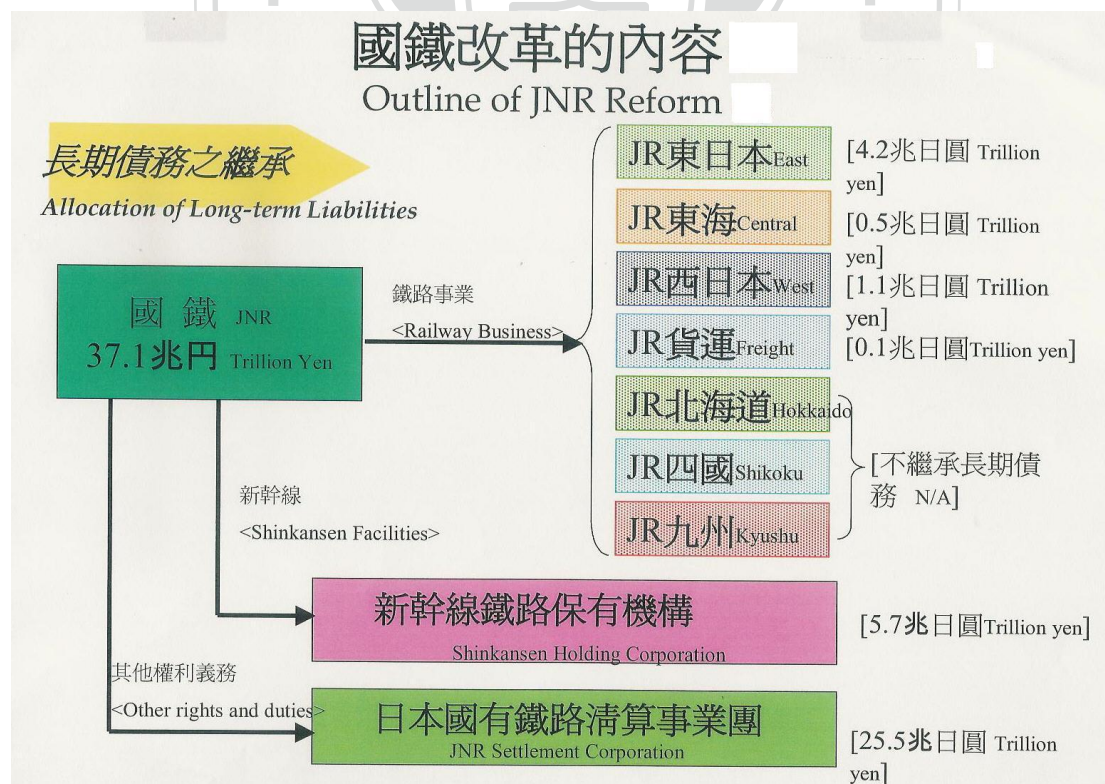 國鐵改革的內容
Outline of JNR Reform
長期債務之繼承
Allocation of Long-term Liabilities
國 鐵 JNR
37.1兆円 Trillion Yen
鐵路事業
<Railway Business>
JR東日本East
[4.2兆日圓 Trillion
yen]
JR東海Central
[0.5兆日圓 Trillion
yen]
JR西日本West
[1.1兆日圓 Trillion
yen]
JR貨運Freight
[0.1兆日圓Trillion yen]
JR北海道Hokkaido
JR四國Shikoku
JR九州Kyushu
[不繼承長期債
務 N/A]
新幹線
<Shinkansen Facilities>
新幹線鐵路保有機構
Shinkansen Holding Corporation
[5.7兆日圓Trillion yen]
其他權利義務
<Other rights and duties>
日本國有鐵路清算事業團
JNR Settlement Corporation
[25.5兆日圓 Trillion
yen]